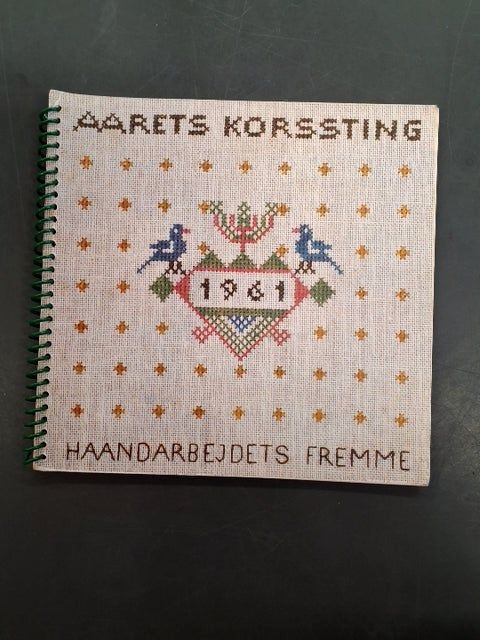 AARETS KORSSTING
1961
HAANDARBEJDETS FREMME